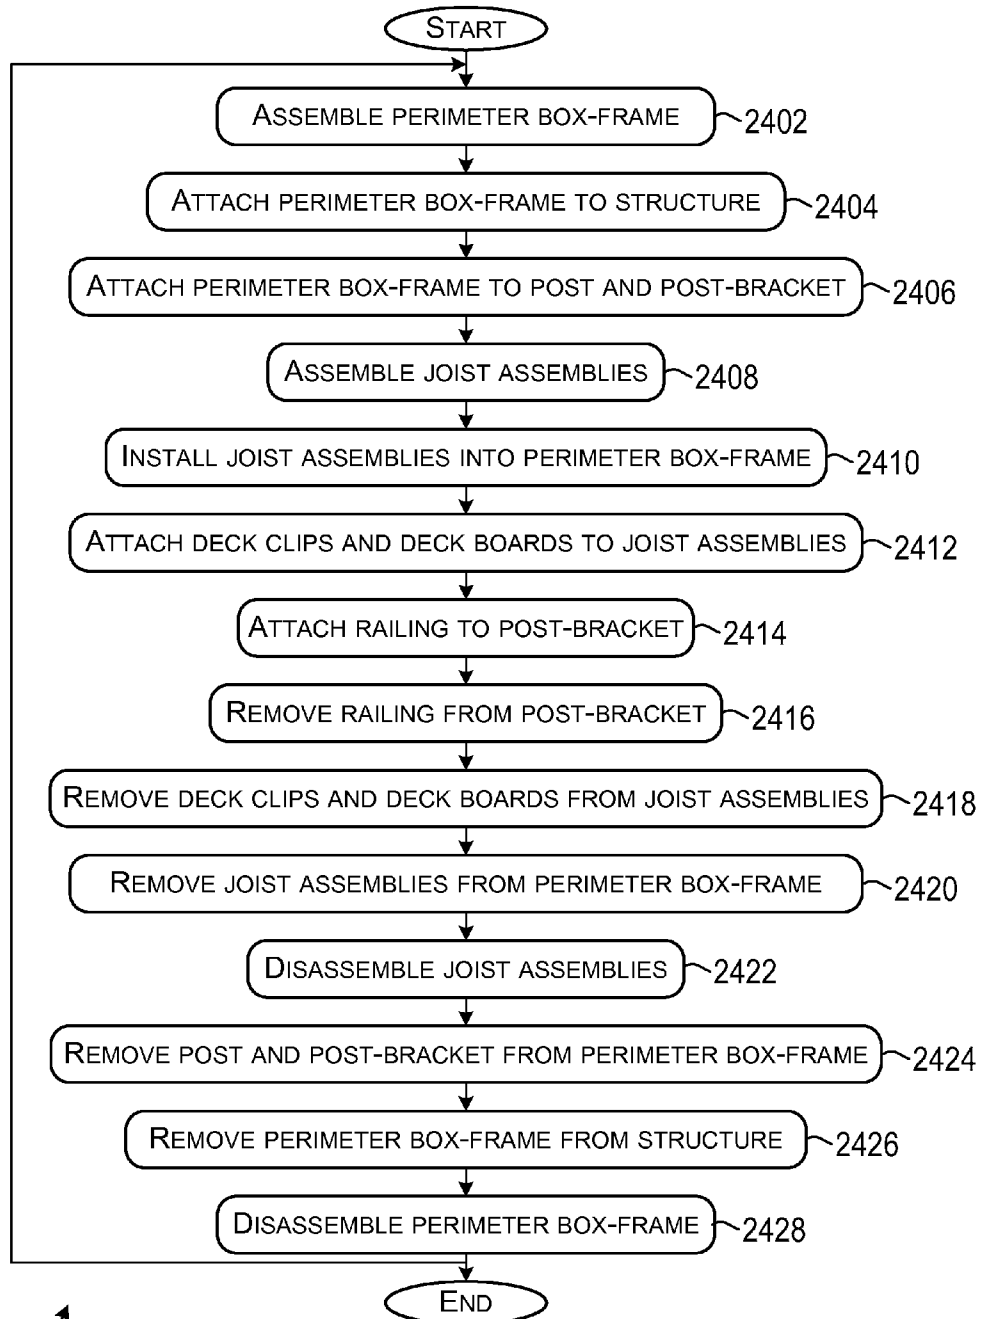 START
ASSEMBLE PERIMETER BOX-FRAME 2402
ATTACH PERIMETER BOX-FRAME TO STRUCTURE 2404
ATTACH PERIMETER BOX-FRAME TO POST AND POST-BRACKET 2406
ASSEMBLE JOIST ASSEMBLIES 2408
INSTALL JOIST ASSEMBLIES INTO PERIMETER BOX-FRAME 2410
ATTACH DECK CLIPS AND DECK BOARDS TO JOIST ASSEMBLIES 2412
ATTACH RAILING TO POST-BRACKET 2414
REMOVE RAILING FROM POST-BRACKET 2416
REMOVE DECK CLIPS AND DECK BOARDS FROM JOIST ASSEMBLIES 2418
REMOVE JOIST ASSEMBLIES FROM PERIMETER BOX-FRAME 2420
DISASSEMBLE JOIST ASSEMBLIES 2422
REMOVE POST AND POST-BRACKET FROM PERIMETER BOX-FRAME 2424
REMOVE PERIMETER BOX-FRAME FROM STRUCTURE 2426
DISASSEMBLE PERIMETER BOX-FRAME 2428
END